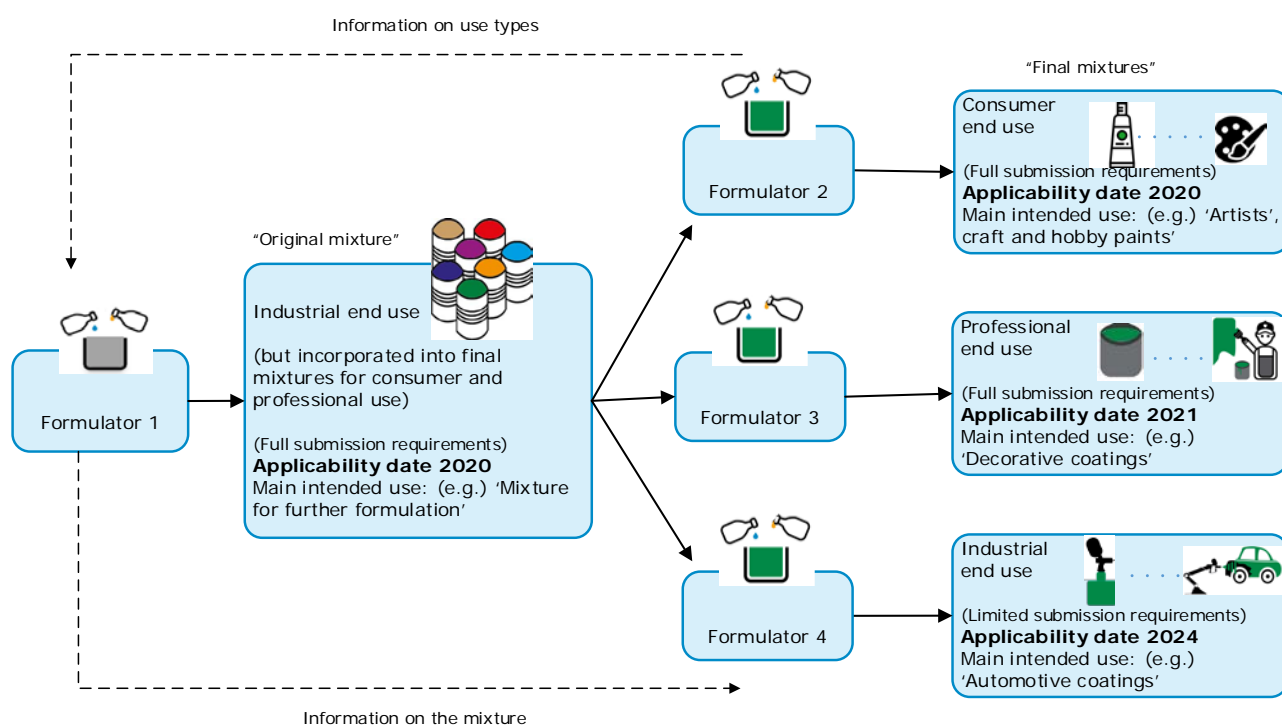 Information on use types
"Final mixtures"
Consumer
end use
(Full submission requirements)
Applicability date 2020
Main intended use: (e.g.) ‘Artists’,
craft and hobby paints’
Formulator 2
"Original mixture"
Industrial end use
(but incorporated into final
mixtures for consumer and
professional use)
(Full submission requirements)
Applicability date 2020
Main intended use: (e.g.) ‘Mixture
for further formulation’
Formulator 1
Professional
end use
(Full submission requirements)
Applicability date 2021
Main intended use: (e.g.)
‘Decorative coatings’
Formulator 3
Industrial
end use
(Limited submission requirements)
Applicability date 2024
Main intended use: (e.g.)
‘Automotive coatings’
Formulator 4
Information on the mixture